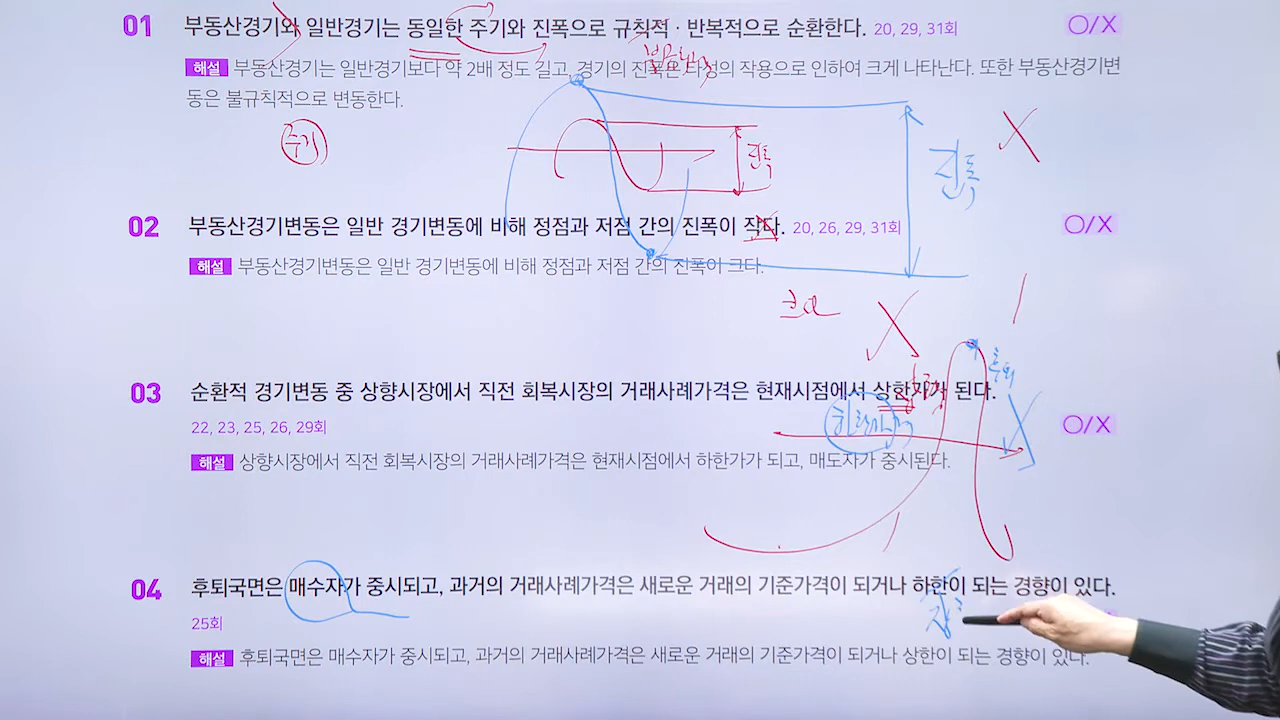 01 부동산경기와 일반경기는 동일한 주기와 진폭으로 규칙적·반복적으로 순환한다. 20, 29, 31회 O/X
해설 부동산경기는 일반경기보다 약 2배 정도 길고, 경기의 진폭도 타성의 작용으로 인하여 크게 나타난다. 또한 부동산경기변
동은 불규칙적으로 변동한다.
주기
진폭
진폭
02 부동산경기변동은 일반 경기변동에 비해 정점과 저점 간의 진폭이 작다. 20, 26, 29, 31회 O/X
해설 부동산경기변동은 일반 경기변동에 비해 정점과 저점 간의 진폭이 크다.
크다
03 순환적 경기변동 중 상향시장에서 직전 회복시장의 거래사례가격은 현재시점에서 상한가가 된다.
22, 23, 25, 26, 29회 O/X
해설 상향시장에서 직전 회복시장의 거래사례가격은 현재시점에서 하한가가 되고, 매도자가 중시된다.
04 후퇴국면은 매수자가 중시되고, 과거의 거래사례가격은 새로운 거래의 기준가격이 되거나 하한이 되는 경향이 있다.
25회
해설 후퇴국면은 매수자가 중시되고, 과거의 거래사례가격은 새로운 거래의 기준가격이 되거나 상한이 되는 경향이 있다.